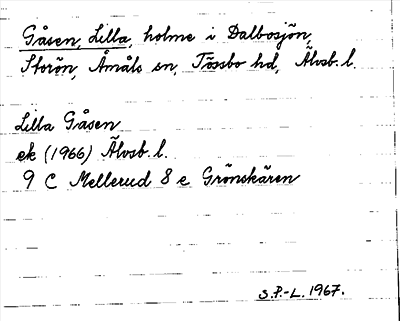 Gåsen, Lilla, holme i Dalbosjön,
Storön, Åmåls sn, Tössbo hd, Älvsb. l.
Lilla Gåsen
ek (1966) Älvsb. l.
9 C Mellerud 8 e Grönskären
S.P.-L. 1967.